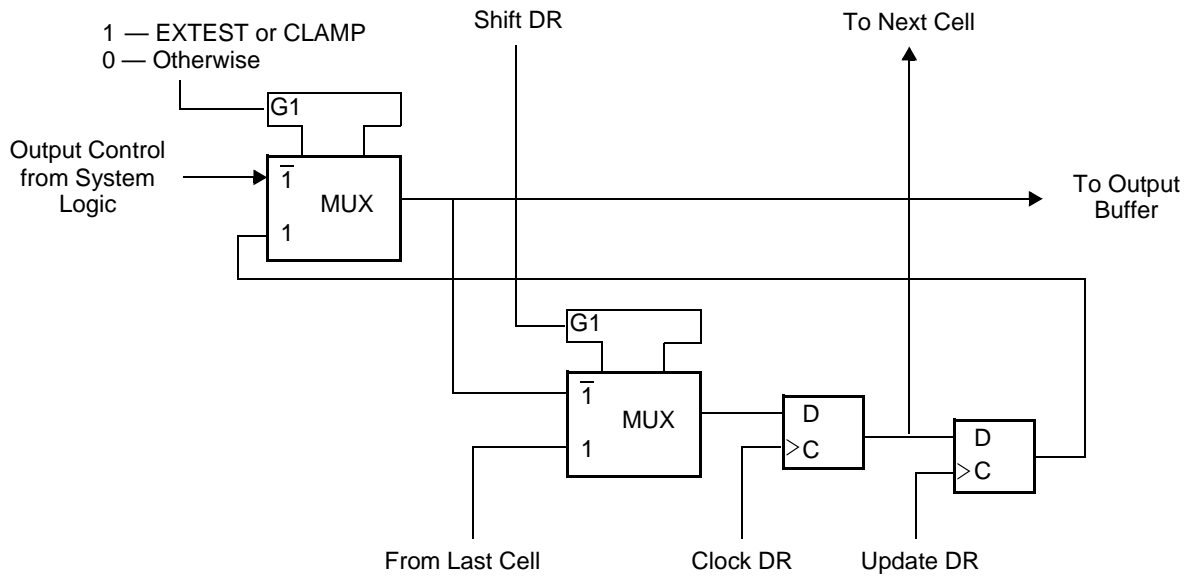 Shift DR
To Next Cell
1 — EXTEST or CLAMP
0 — Otherwise
G1
Output Control
from System
Logic
1̅
MUX
1
To Output
Buffer
G1
1̅
MUX
1
D
C
D
C
From Last Cell
Clock DR
Update DR